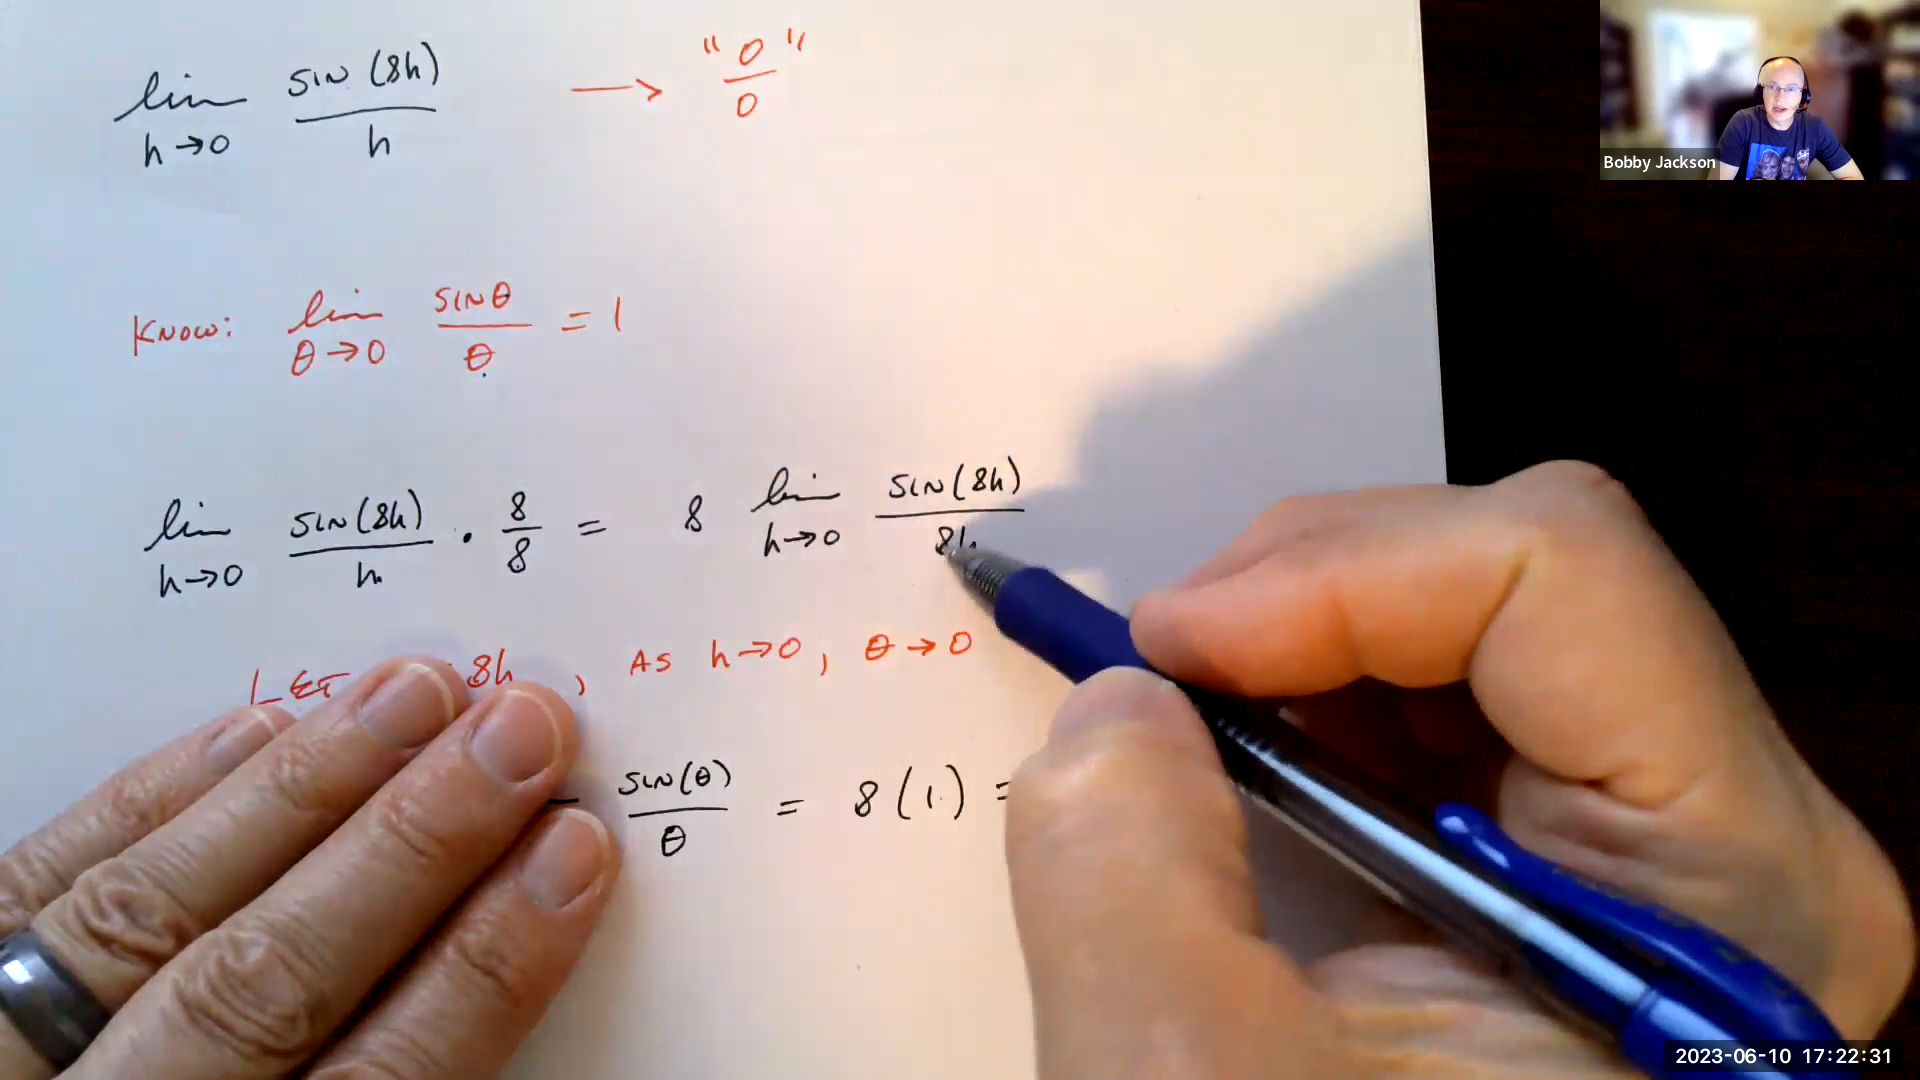 lim h→0 sin(8h)/h → "0/0"
Bobby Jackson
KNOW: lim θ→0 sinθ/θ = 1
lim h→0 sin(8h)/h · 8/8 = 8 lim h→0 sin(8h)/8h
LET 8h, AS h→0, θ→0
sin(θ)/θ = 8(1) =
2023-06-10 17:22:31